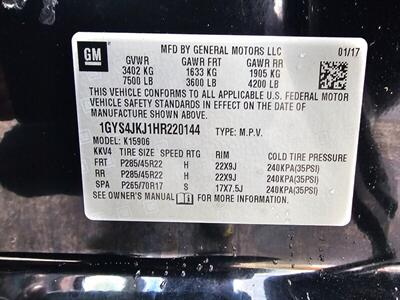 GM
MFD BY GENERAL MOTORS LLC 01/17
GVWR GAWR FRT GAWR RR
3402 KG 1633 KG 1905 KG
7500 LB 3600 LB 4200 LB
THIS VEHICLE CONFORMS TO ALL APPLICABLE U.S. FEDERAL MOTOR
VEHICLE SAFETY STANDARDS IN EFFECT ON THE DATE OF
MANUFACTURE SHOWN ABOVE.
1GYS4JKJ1HR220144 TYPE: M.P.V.
MODEL: K15906
KKV4 TIRE SIZE SPEED RTG RIM COLD TIRE PRESSURE
FRT P285/45R22 H 22X9J 240KPA(35PSI)
RR P285/45R22 H 22X9J 240KPA(35PSI)
SPA P265/70R17 S 17X7.5J 240KPA(35PSI)
SEE OWNER'S MANUAL FOR MORE INFORMATION.